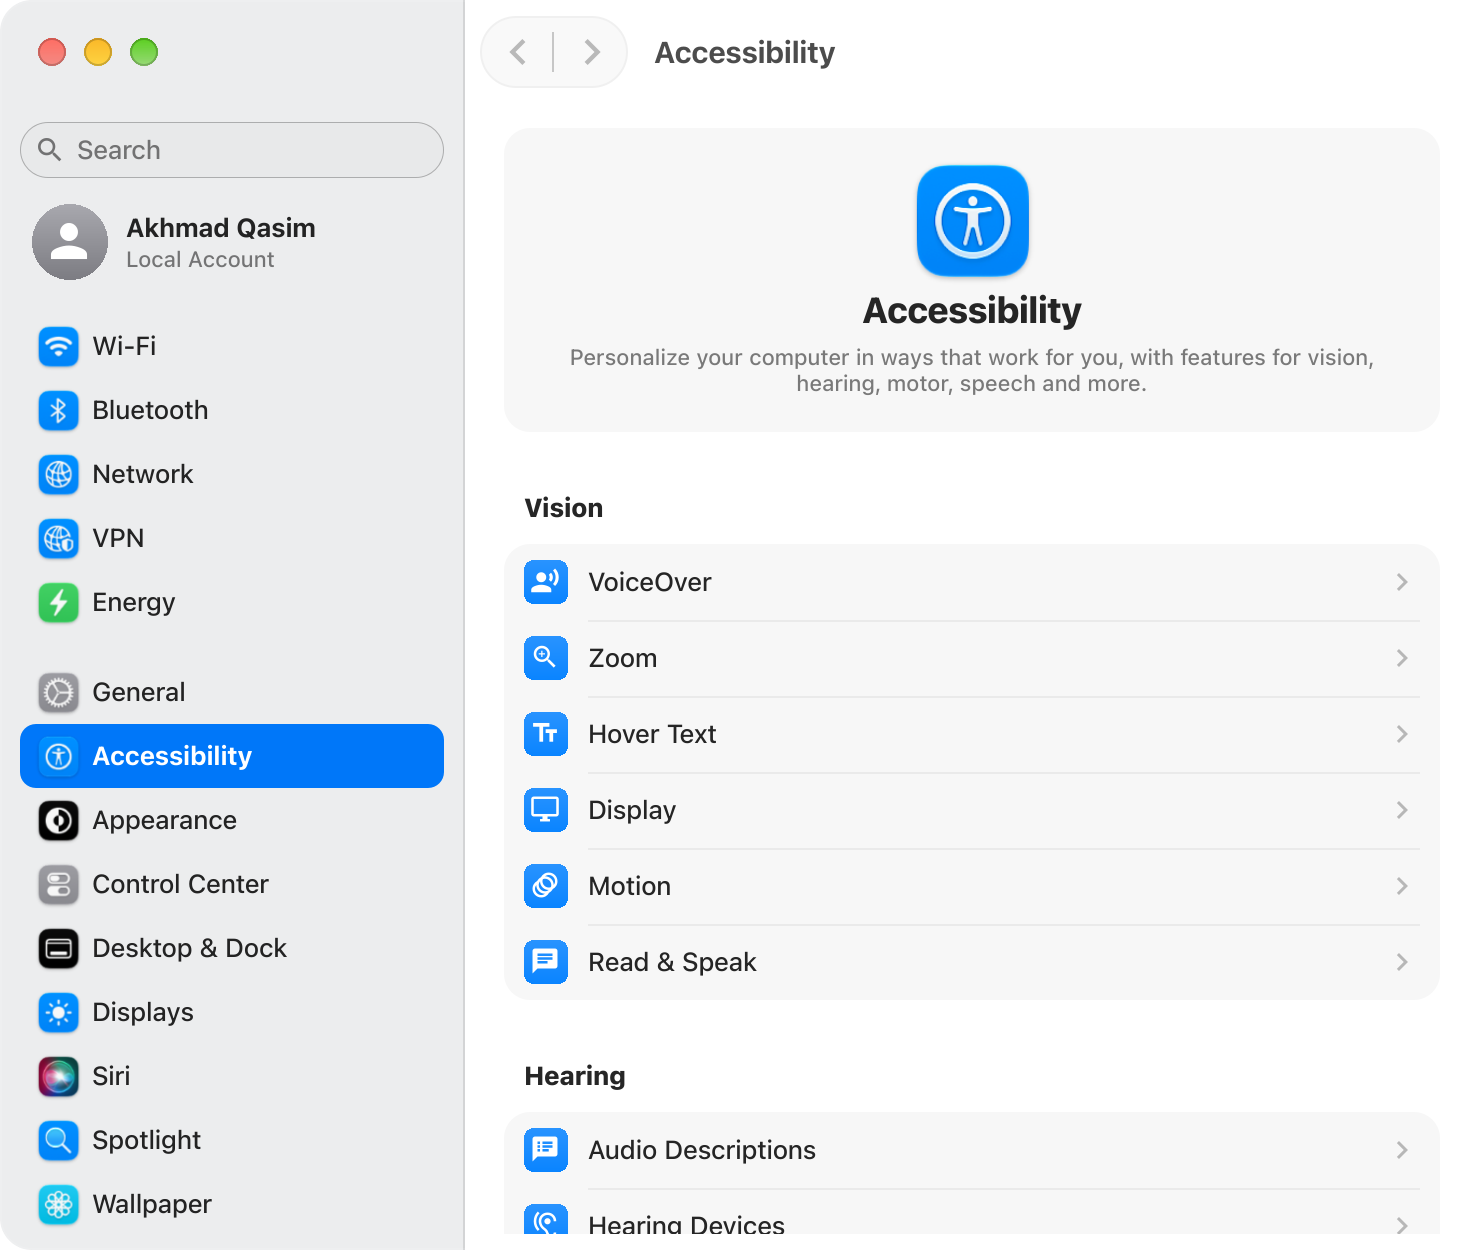 Search
Akhmad Qasim
Local Account
Wi-Fi
Bluetooth
Network
VPN
Energy
General
Accessibility
Appearance
Control Center
Desktop & Dock
Displays
Siri
Spotlight
Wallpaper
Accessibility
Accessibility
Personalize your computer in ways that work for you, with features for vision,
hearing, motor, speech and more.
Vision
VoiceOver
Zoom
Hover Text
Display
Motion
Read & Speak
Hearing
Audio Descriptions
Hearing Devices